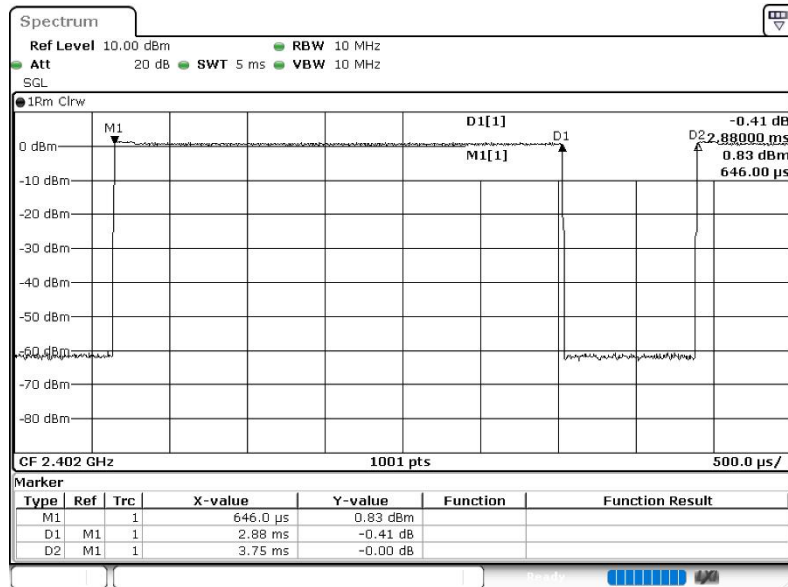 Spectrum
Ref Level 10.00 dBm RBW 10 MHz
Att 20 dB SWT 5 ms VBW 10 MHz
SGL
1Rm Clrw
D1[1] -0.41 dB
M1 D1 D2 2.88000 ms
0 dBm M1[1] 0.83 dBm
646.00 µs
-10 dBm
-20 dBm
-30 dBm
-40 dBm
-50 dBm
-60 dBm
-70 dBm
-80 dBm
CF 2.402 GHz 1001 pts 500.0 µs/
Marker
Type Ref Trc X-value Y-value Function Function Result
M1 1 646.0 µs 0.83 dBm
D1 M1 1 2.88 ms -0.41 dB
D2 M1 1 3.75 ms -0.00 dB
Ready